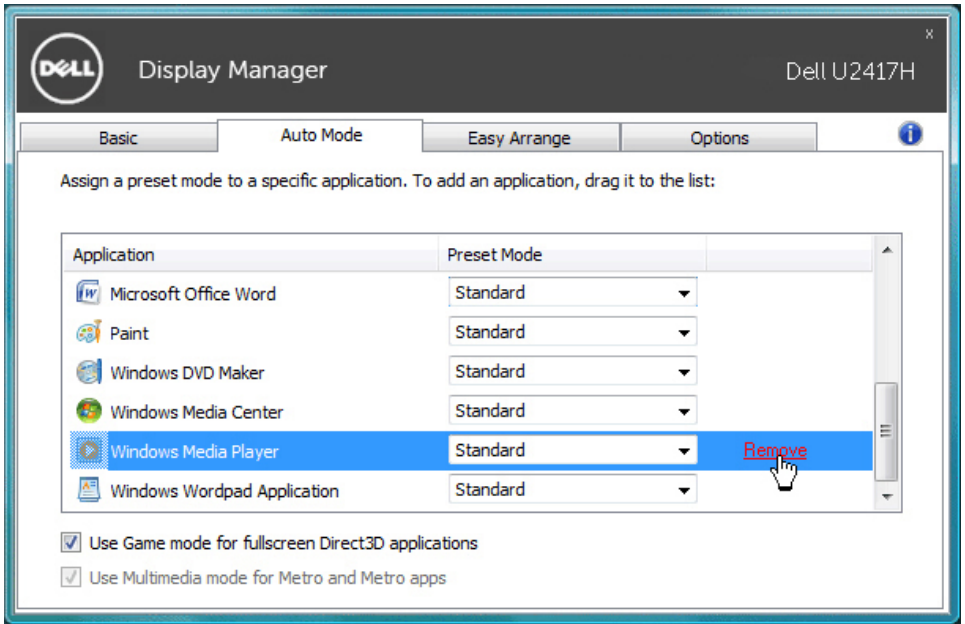 x
DELL Display Manager Dell U2417H
Basic Auto Mode Easy Arrange Options i
Assign a preset mode to a specific application. To add an application, drag it to the list:
Application Preset Mode
W Microsoft Office Word Standard
Paint Standard
Windows DVD Maker Standard
Windows Media Center Standard
Windows Media Player Standard Remove
Windows Wordpad Application Standard
Use Game mode for fullscreen Direct3D applications
Use Multimedia mode for Metro and Metro apps